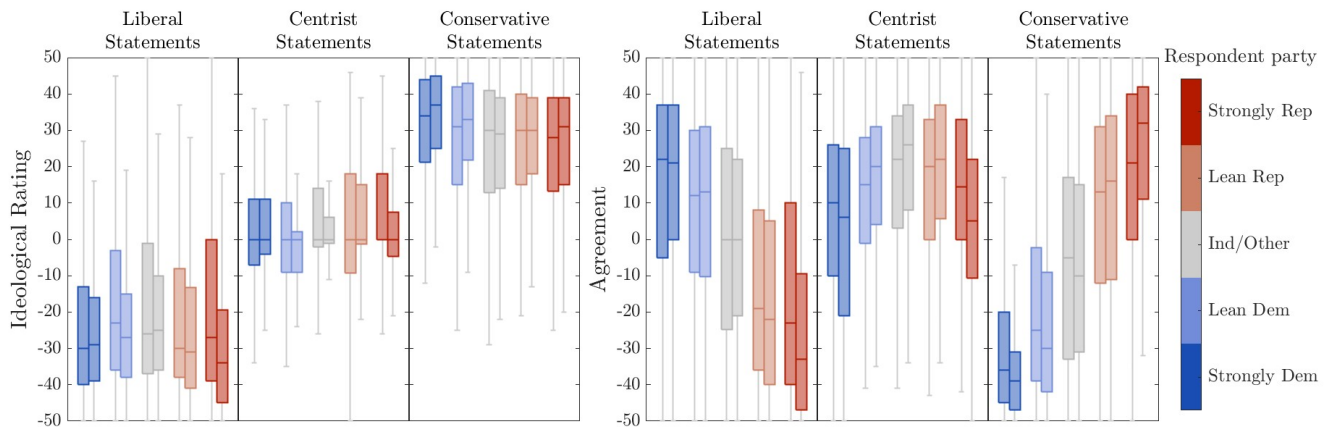 Liberal
Statements
Centrist
Statements
Conservative
Statements
Ideological Rating
50
40
30
20
10
0
-10
-20
-30
-40
-50
Liberal
Statements
Centrist
Statements
Conservative
Statements
Agreement
50
40
30
20
10
0
-10
-20
-30
-40
-50
Respondent party
Strongly Rep
Lean Rep
Ind/Other
Lean Dem
Strongly Dem